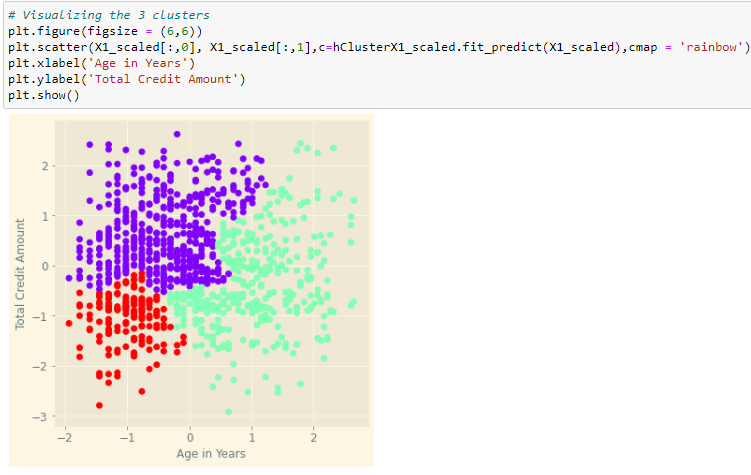 # Visualizing the 3 clusters
plt.figure(figsize = (6,6))
plt.scatter(X1_scaled[:,0], X1_scaled[:,1],c=hClusterX1_scaled.fit_predict(X1_scaled),cmap = 'rainbow')
plt.xlabel('Age in Years')
plt.ylabel('Total Credit Amount')
plt.show()
Total Credit Amount
2
1
0
−1
−2
−3
−2 −1 0 1 2
Age in Years